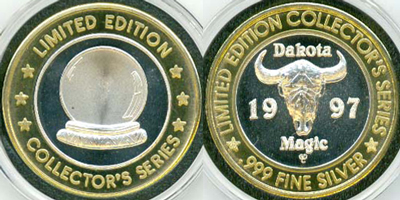 LIMITED EDITION
COLLECTOR'S SERIES
LIMITED EDITION COLLECTOR'S SERIES
Dakota
19 97
Magic
.999 FINE SILVER